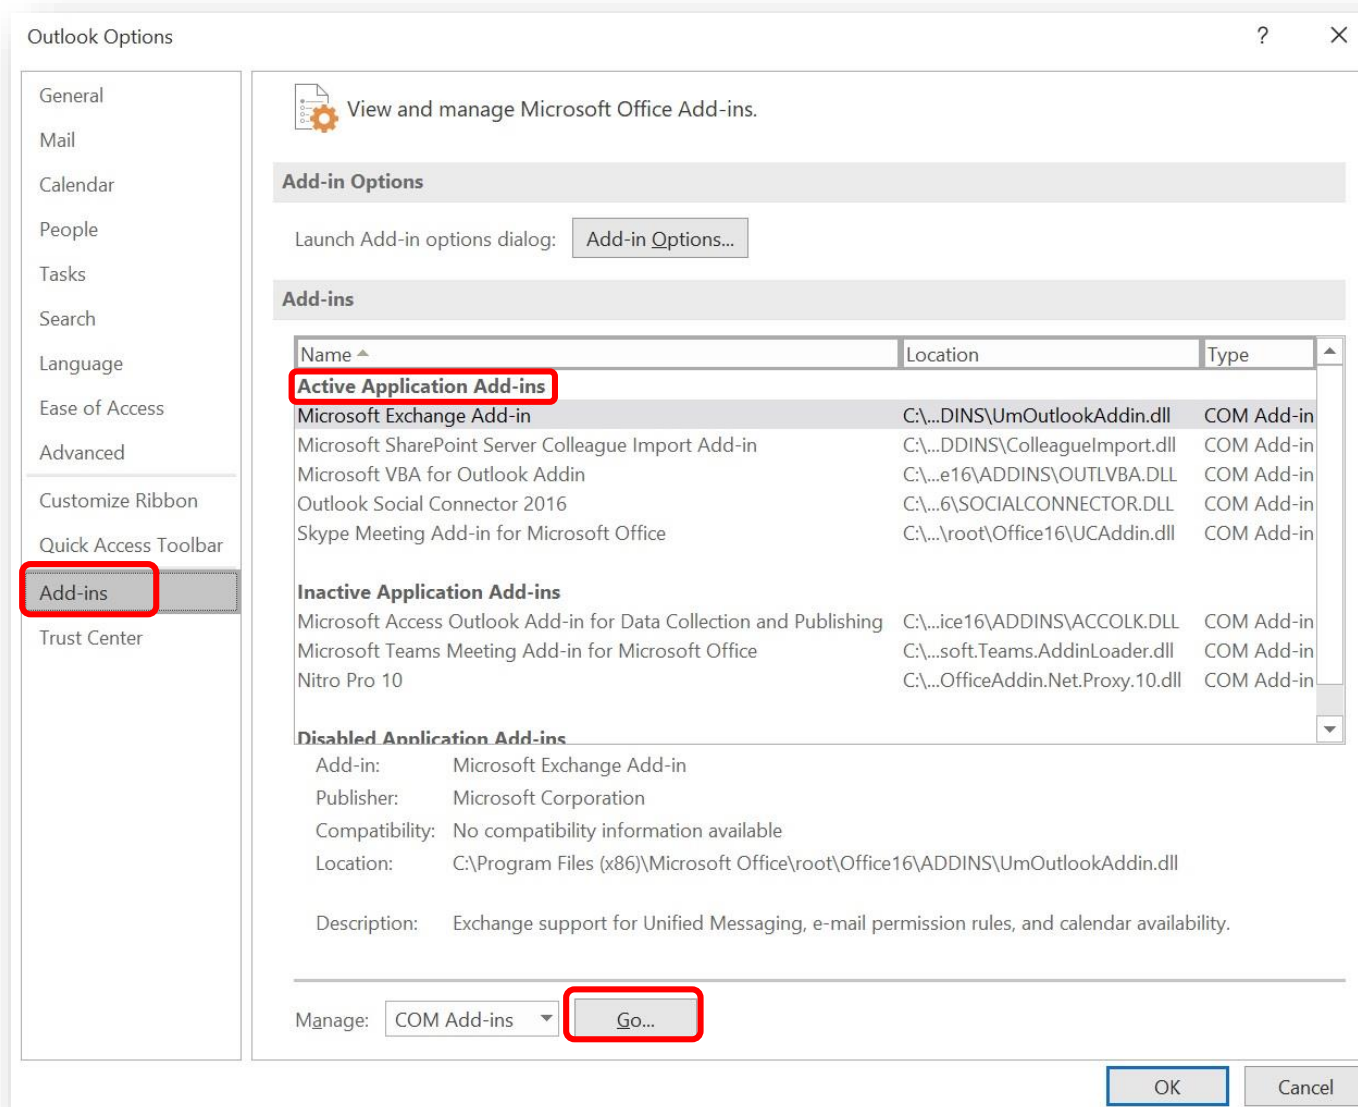 Outlook Options
?
General
Mail
Calendar
People
Tasks
Search
Language
Ease of Access
Advanced
Customize Ribbon
Quick Access Toolbar
Add-ins
Trust Center
View and manage Microsoft Office Add-ins.
Add-in Options
Launch Add-in options dialog: Add-in Options...
Add-ins
Name Location Type
Active Application Add-ins
Microsoft Exchange Add-in C:\...DINS\UmOutlookAddin.dll COM Add-in
Microsoft SharePoint Server Colleague Import Add-in C:\...DDINS\ColleagueImport.dll COM Add-in
Microsoft VBA for Outlook Addin C:\...e16\ADDINS\OUTLVBA.DLL COM Add-in
Outlook Social Connector 2016 C:\...6\SOCIALCONNECTOR.DLL COM Add-in
Skype Meeting Add-in for Microsoft Office C:\...\root\Office16\UCAddin.dll COM Add-in
Inactive Application Add-ins
Microsoft Access Outlook Add-in for Data Collection and Publishing C:\...ice16\ADDINS\ACCOLK.DLL COM Add-in
Microsoft Teams Meeting Add-in for Microsoft Office C:\...soft.Teams.AddinLoader.dll COM Add-in
Nitro Pro 10 C:\...OfficeAddin.Net.Proxy.10.dll COM Add-in
Disabled Application Add-ins
Add-in: Microsoft Exchange Add-in
Publisher: Microsoft Corporation
Compatibility: No compatibility information available
Location: C:\Program Files (x86)\Microsoft Office\root\Office16\ADDINS\UmOutlookAddin.dll
Description: Exchange support for Unified Messaging, e-mail permission rules, and calendar availability.
Manage: COM Add-ins Go...
OK Cancel